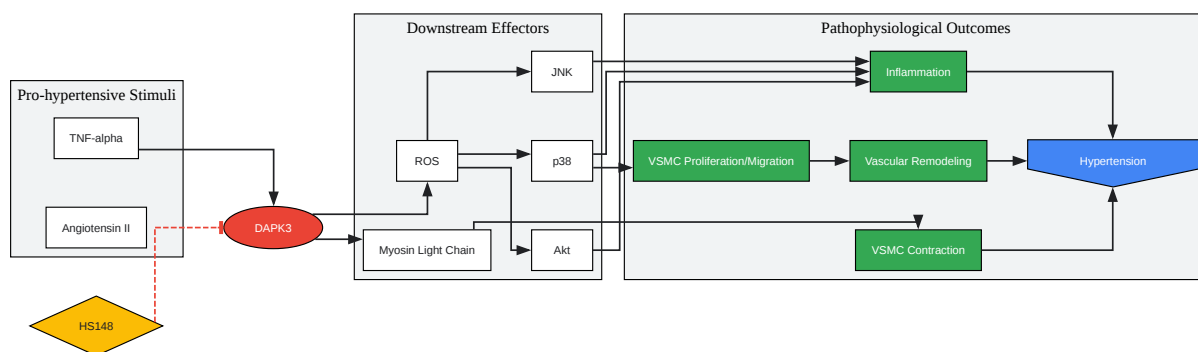 Pro-hypertensive Stimuli
TNF-alpha
Angiotensin II
HS148
DAPK3
Downstream Effectors
JNK
ROS
p38
Myosin Light Chain
Akt
Pathophysiological Outcomes
Inflammation
VSMC Proliferation/Migration
Vascular Remodeling
Hypertension
VSMC Contraction